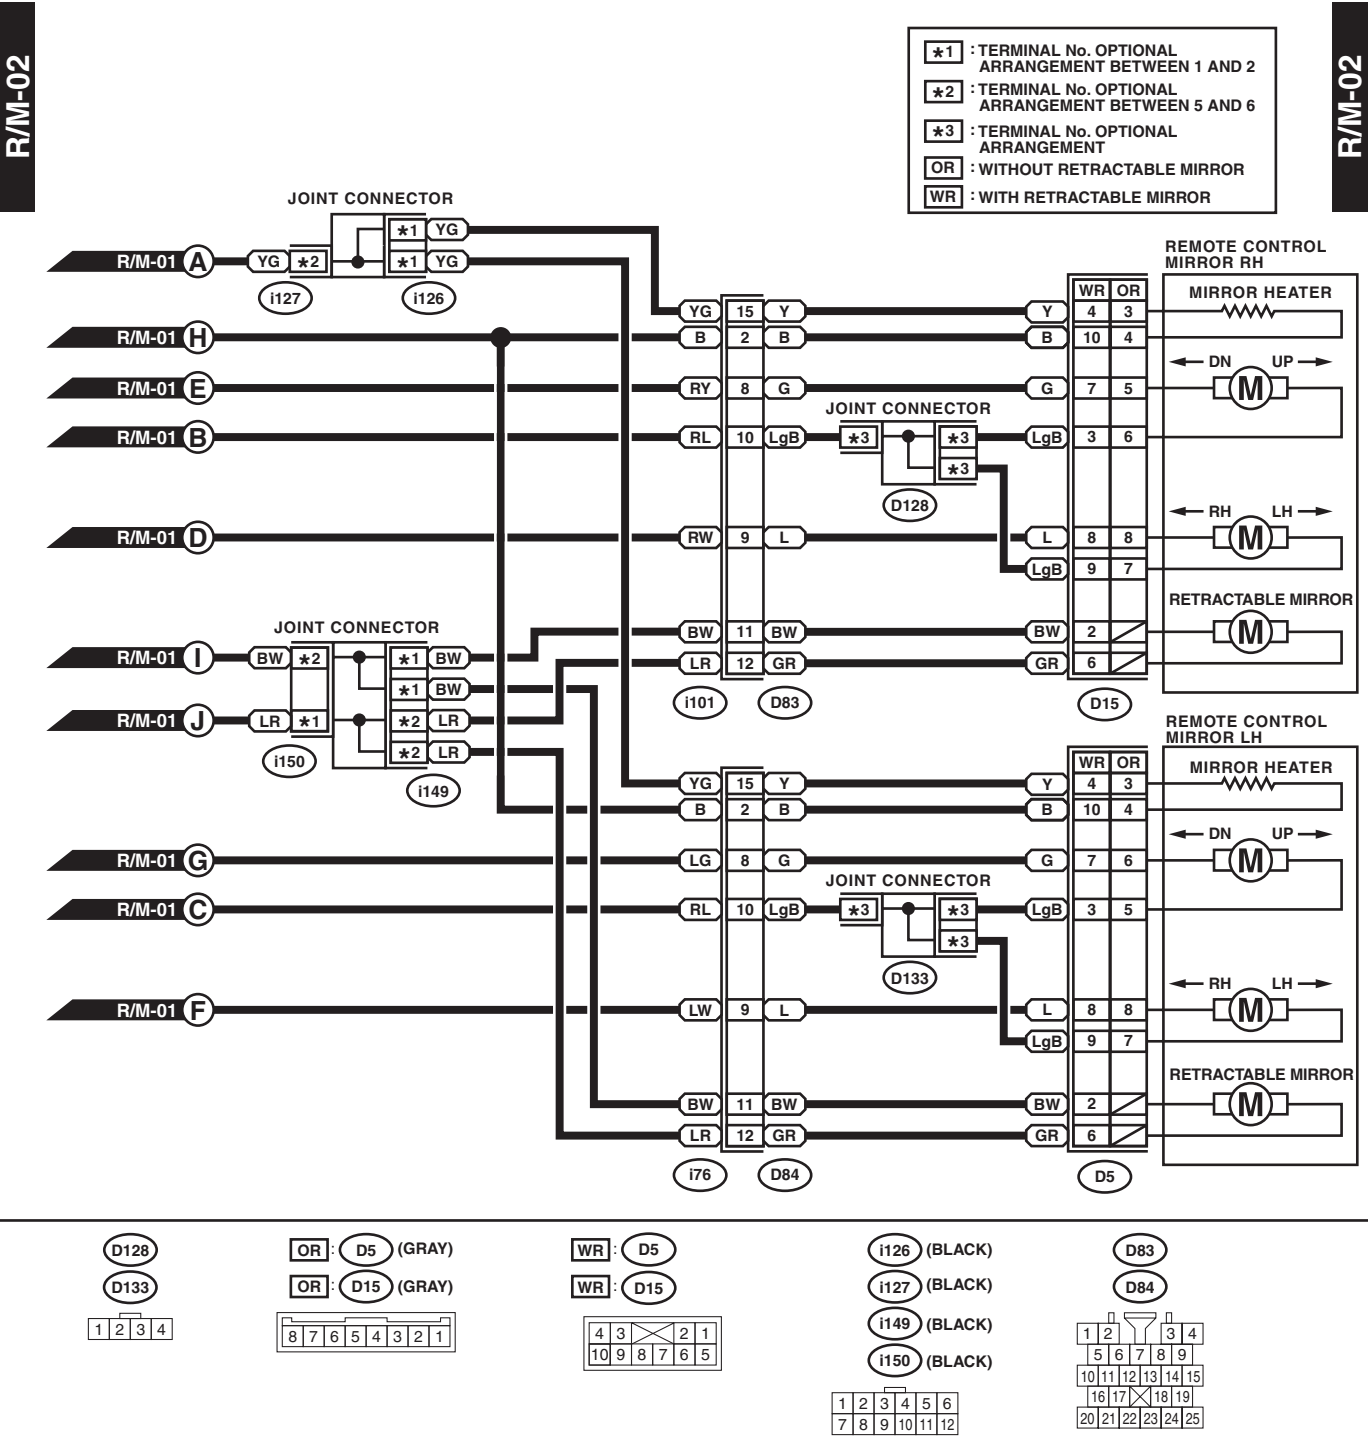 R/M-02
R/M-02
★1 : TERMINAL No. OPTIONAL
ARRANGEMENT BETWEEN 1 AND 2
★2 : TERMINAL No. OPTIONAL
ARRANGEMENT BETWEEN 5 AND 6
★3 : TERMINAL No. OPTIONAL
ARRANGEMENT
OR : WITHOUT RETRACTABLE MIRROR
WR : WITH RETRACTABLE MIRROR
JOINT CONNECTOR
★1 YG
R/M-01 A YG ★2 ★1 YG
i127 i126
REMOTE CONTROL
MIRROR RH
WR OR
MIRROR HEATER
YG 15 Y Y 4 3
R/M-01 H B 2 B B 10 4
DN UP
R/M-01 E RY 8 G G 7 5 M
JOINT CONNECTOR
R/M-01 B RL 10 LgB ★3 ★3 LgB 3 6
★3
D128
RH LH
R/M-01 D RW 9 L L 8 8 M
LgB 9 7
RETRACTABLE MIRROR
JOINT CONNECTOR
BW 11 BW BW 2 M
R/M-01 I BW ★2 ★1 BW
LR 12 GR GR 6
★1 BW
i101 D83 D15
R/M-01 J LR ★1 ★2 LR
★2 LR
i150 i149
REMOTE CONTROL
MIRROR LH
WR OR
MIRROR HEATER
YG 15 Y Y 4 3
B 2 B B 10 4
DN UP
R/M-01 G LG 8 G G 7 6 M
JOINT CONNECTOR
R/M-01 C RL 10 LgB ★3 ★3 LgB 3 5
★3
D133
RH LH
R/M-01 F LW 9 L L 8 8 M
LgB 9 7
RETRACTABLE MIRROR
BW 11 BW BW 2 M
LR 12 GR GR 6
i76 D84 D5
D128
D133
1 2 3 4
OR : D5 (GRAY)
OR : D15 (GRAY)
8 7 6 5 4 3 2 1
WR : D5
WR : D15
4 3 2 1
10 9 8 7 6 5
i126 (BLACK)
i127 (BLACK)
i149 (BLACK)
i150 (BLACK)
1 2 3 4 5 6
7 8 9 10 11 12
D83
D84
1 2 3 4
5 6 7 8 9
10 11 12 13 14 15
16 17 18 19
20 21 22 23 24 25